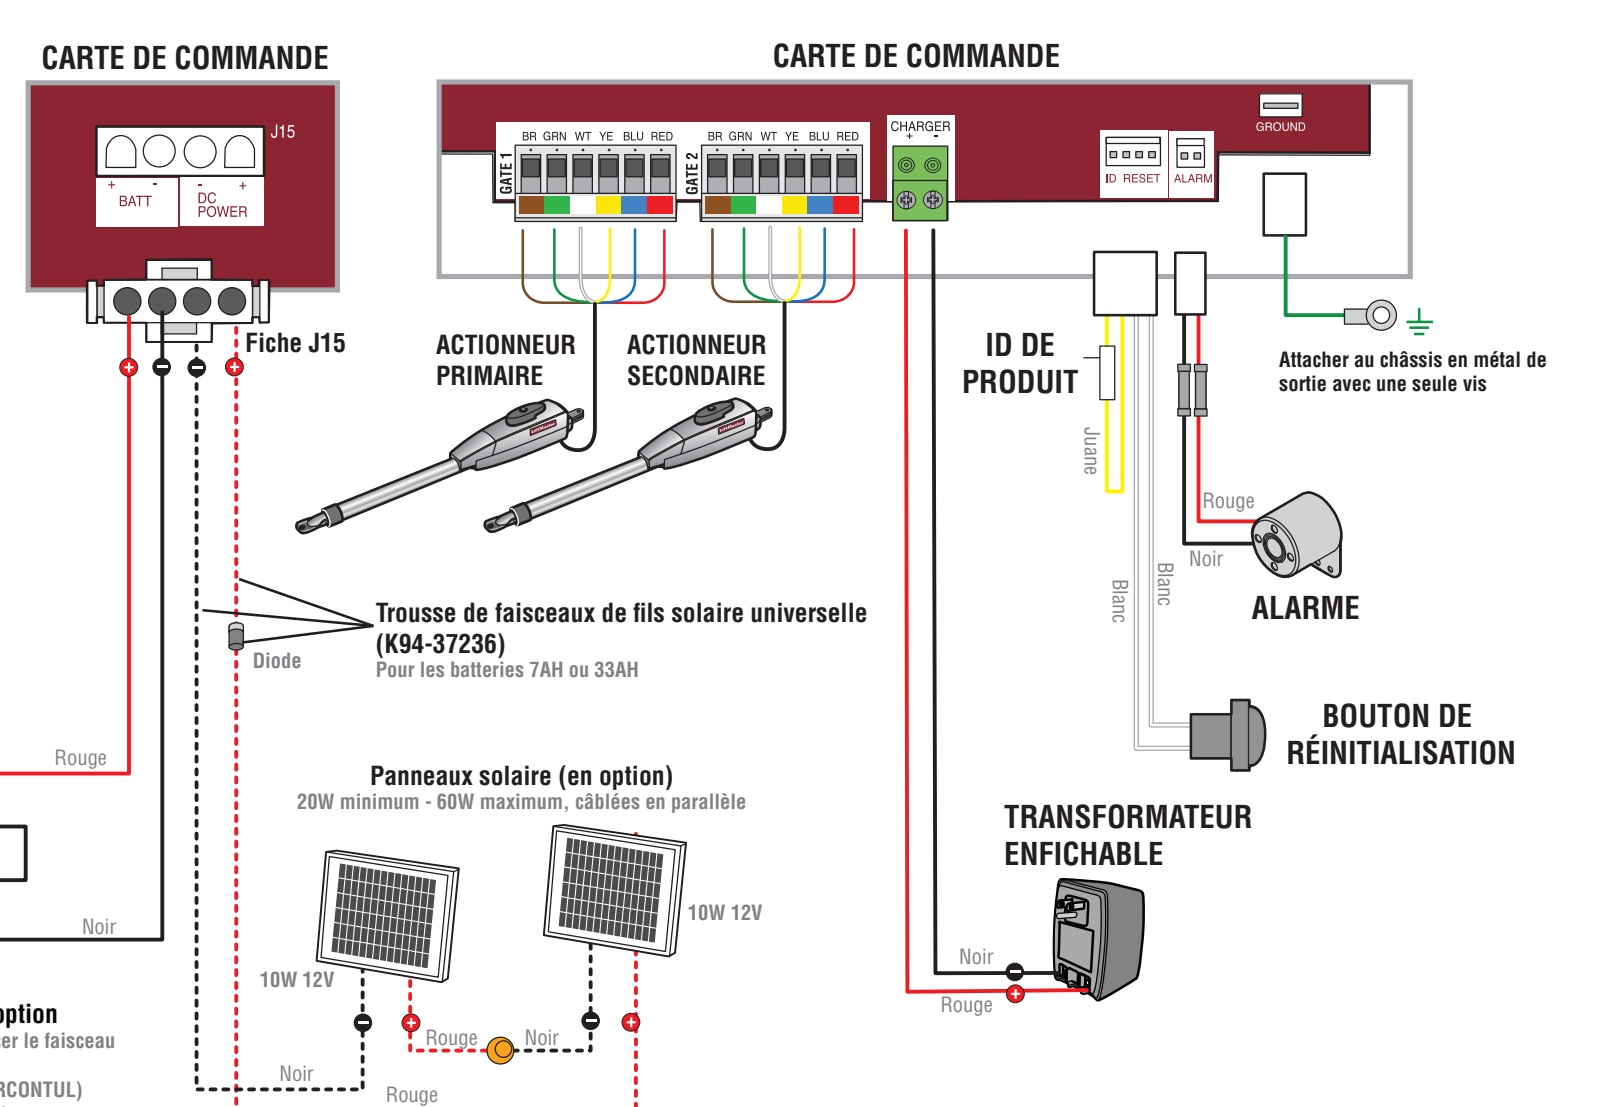 CARTE DE COMMANDE
J15
+ - - +
BATT
DC
POWER
Fiche J15
CARTE DE COMMANDE
GATE 1
BR GRN WT YE BLU RED
GATE 2
BR GRN WT YE BLU RED
CHARGER
+ -
ID RESET
ALARM
GROUND
ACTIONNEUR
PRIMAIRE
ACTIONNEUR
SECONDAIRE
LiftMaster
LiftMaster
ID DE
PRODUIT
Juane
Attacher au châssis en métal de
sortie avec une seule vis
Rouge
Noir
Blanc
Blanc
ALARME
Trousse de faisceaux de fils solaire universelle
(K94-37236)
Pour les batteries 7AH ou 33AH
Diode
BOUTON DE
RÉINITIALISATION
Rouge
Noir
Panneaux solaire (en option)
20W minimum - 60W maximum, câblées en parallèle
10W 12V
10W 12V
TRANSFORMATEUR
ENFICHABLE
Noir
Rouge
Rouge
Noir
Noir
Rouge
option
ser le faisceau
RCONTUL)